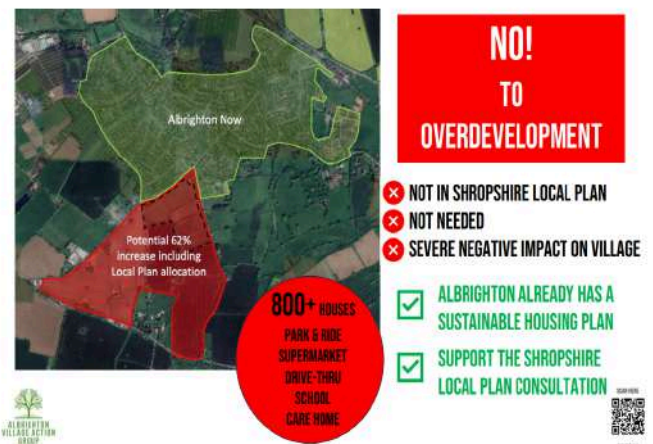 Albrighton Now
Potential 62%
increase including
Local Plan allocation
800+ HOUSES
PARK & RIDE
SUPERMARKET
DRIVE-THRU
SCHOOL
CARE HOME
NO!
TO
OVERDEVELOPMENT
NOT IN SHROPSHIRE LOCAL PLAN
NOT NEEDED
SEVERE NEGATIVE IMPACT ON VILLAGE
ALBRIGHTON ALREADY HAS A
SUSTAINABLE HOUSING PLAN
SUPPORT THE SHROPSHIRE
LOCAL PLAN CONSULTATION
ALBRIGHTON
VILLAGE ACTION
GROUP